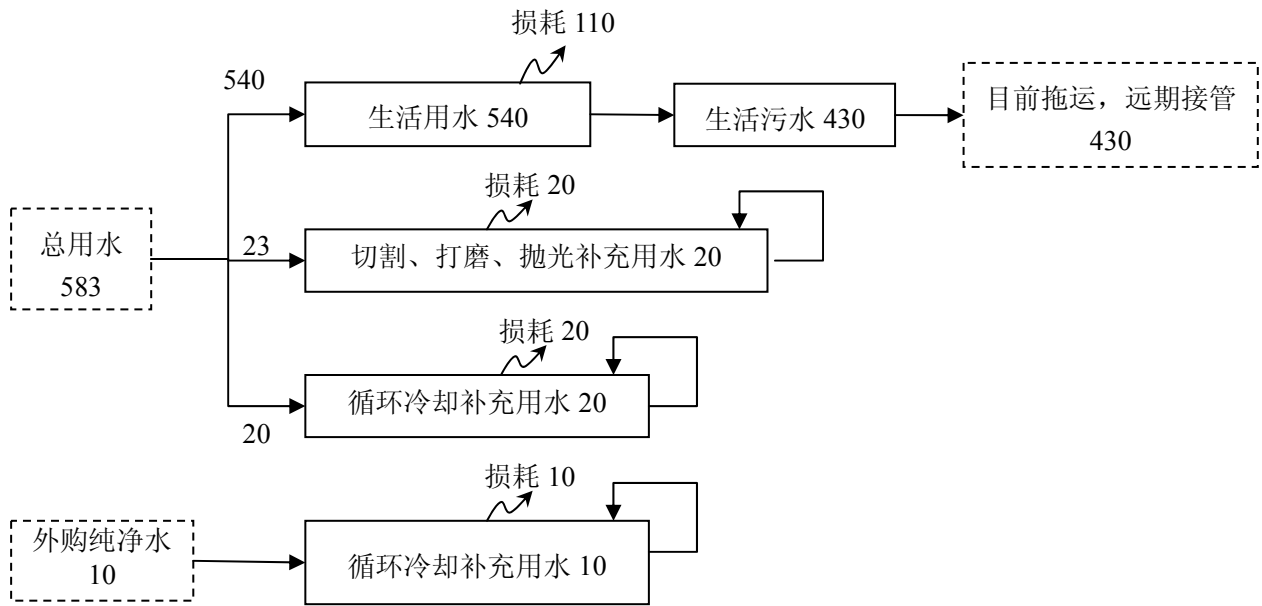 损耗 110
540
生活用水 540
生活污水 430
目前拖运，远期接管
430
损耗 20
总用水
583
23
切割、打磨、抛光补充用水 20
损耗 20
循环冷却补充用水 20
20
损耗 10
外购纯净水
10
循环冷却补充用水 10